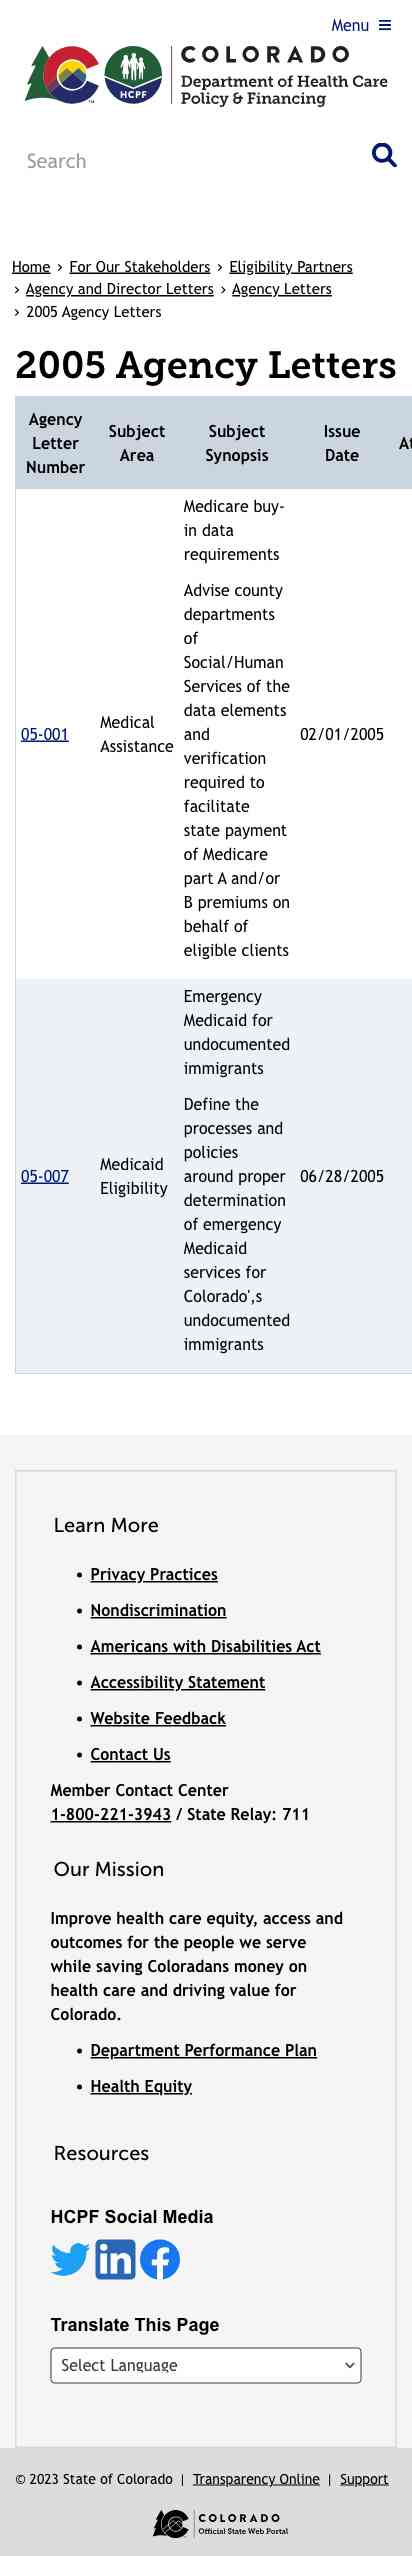 Menu
COLORADO
Department of Health Care
Policy & Financing
HCPF
Search
Home › For Our Stakeholders › Eligibility Partners
› Agency and Director Letters › Agency Letters
› 2005 Agency Letters
2005 Agency Letters
Agency Letter Number
Subject Area
Subject Synopsis
Issue Date
At
05-001
Medical
Assistance
Medicare buy-
in data
requirements
Advise county
departments
of
Social/Human
Services of the
data elements
and
verification
required to
facilitate
state payment
of Medicare
part A and/or
B premiums on
behalf of
eligible clients
02/01/2005
05-007
Medicaid
Eligibility
Emergency
Medicaid for
undocumented
immigrants
Define the
processes and
policies
around proper
determination
of emergency
Medicaid
services for
Colorado',s
undocumented
immigrants
06/28/2005
Learn More
• Privacy Practices
• Nondiscrimination
• Americans with Disabilities Act
• Accessibility Statement
• Website Feedback
• Contact Us
Member Contact Center
1-800-221-3943 / State Relay: 711
Our Mission
Improve health care equity, access and
outcomes for the people we serve
while saving Coloradans money on
health care and driving value for
Colorado.
• Department Performance Plan
• Health Equity
Resources
HCPF Social Media
in
Translate This Page
Select Language
© 2023 State of Colorado | Transparency Online | Support
COLORADO
Official State Web Portal